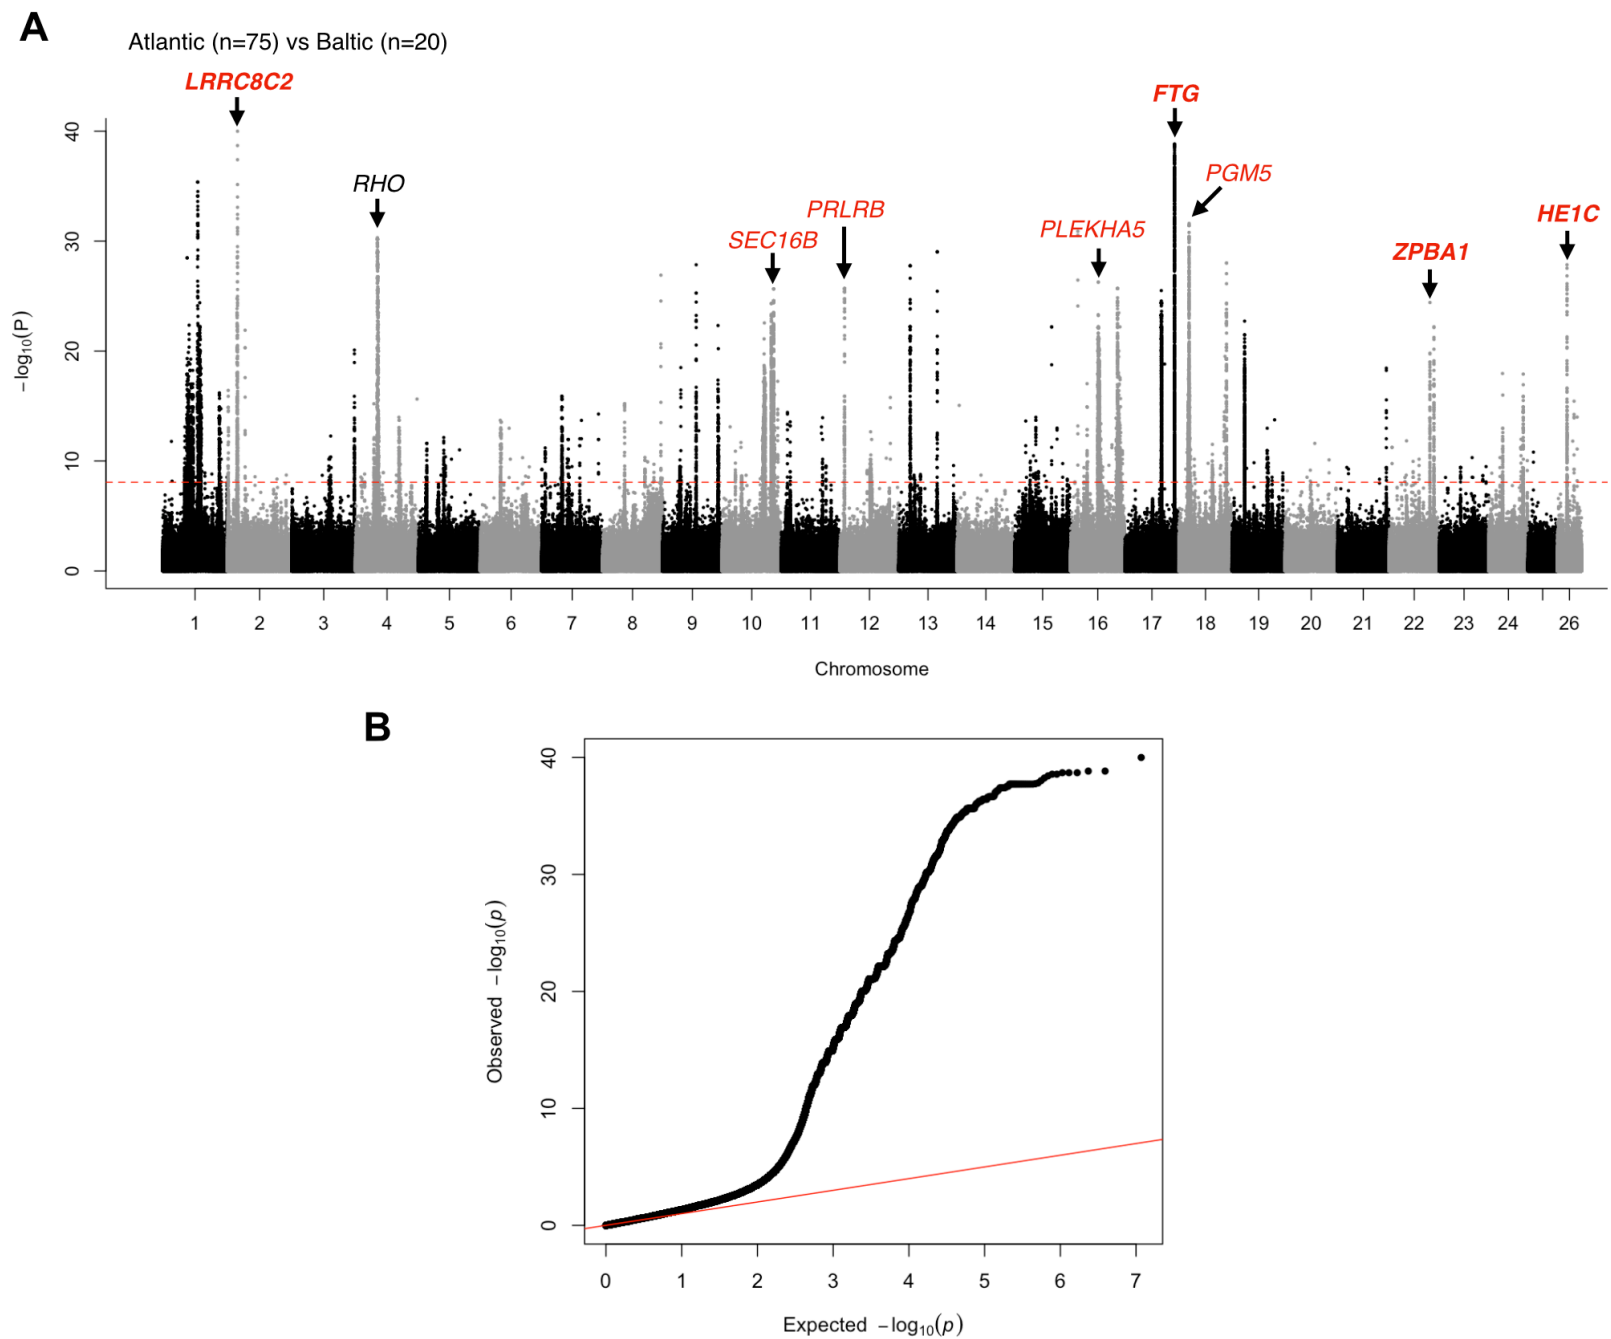 A
Atlantic (n=75) vs Baltic (n=20)
LRRC8C2
FTG
RHO
PGM5
PRLRB
HE1C
SEC16B
PLEKHA5
ZPBA1
−log10(P)
40
30
20
10
0
1 2 3 4 5 6 7 8 9 10 11 12 13 14 15 16 17 18 19 20 21 22 23 24 26
Chromosome
B
Observed −log10(p)
40
30
20
10
0
0 1 2 3 4 5 6 7
Expected −log10(p)